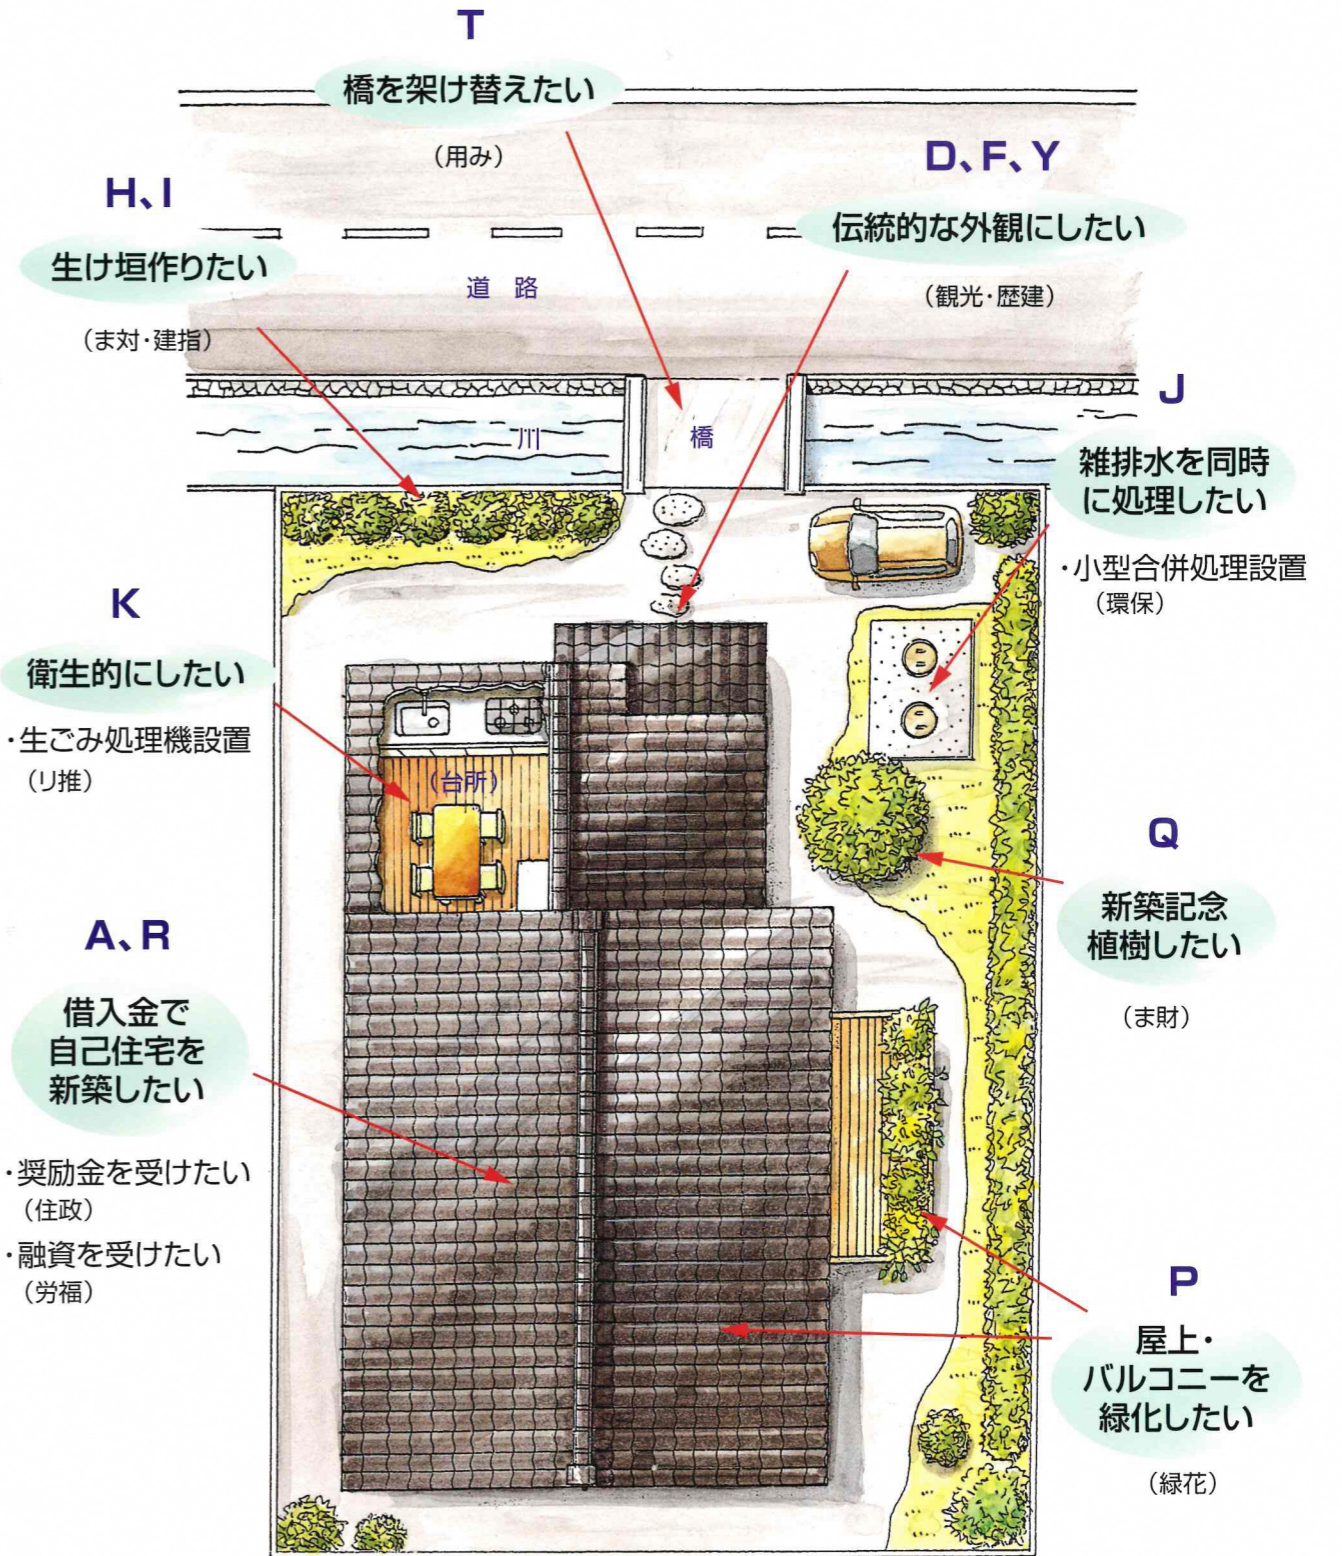 T
橋を架け替えたい
(用み)
D、F、Y
伝統的な外観にしたい
(観光・歴建)
H、I
生け垣作りたい
(ま対・建指)
道 路
川
橋
J
雑排水を同時
に処理したい
・小型合併処理設置
(環保)
K
衛生的にしたい
・生ごみ処理機設置
(リ推)
(台所)
Q
新築記念
植樹したい
(ま財)
A、R
借入金で
自己住宅を
新築したい
・奨励金を受けたい
(住政)
・融資を受けたい
(労福)
P
屋上・
バルコニーを
緑化したい
(緑花)